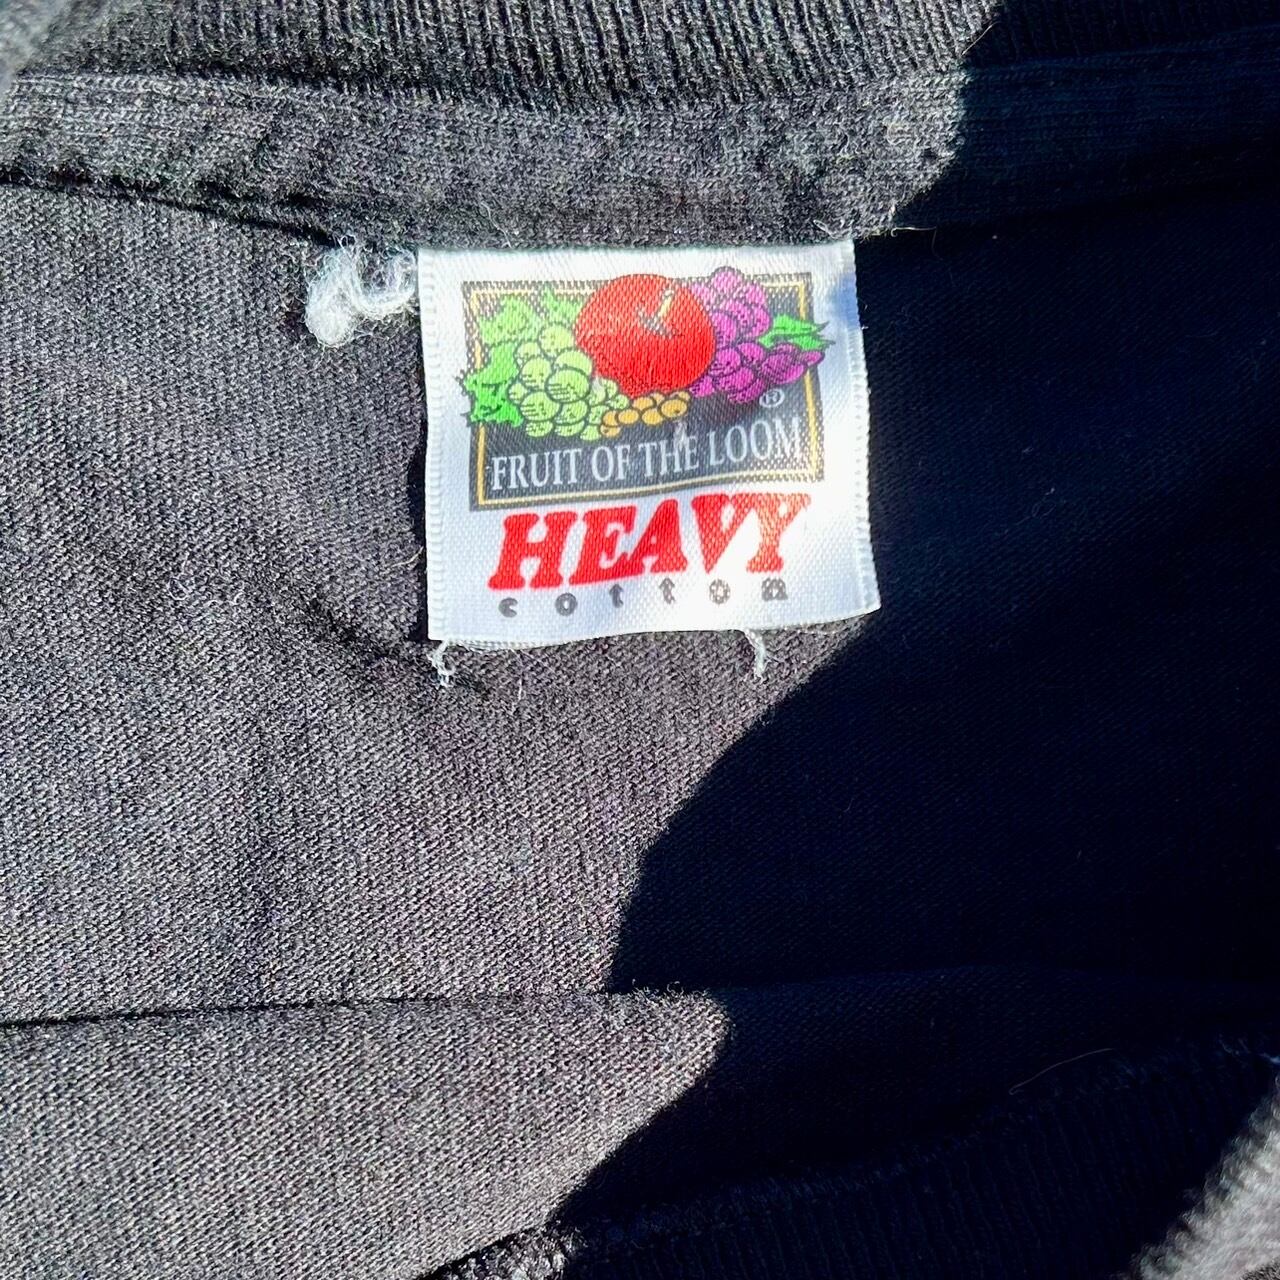 ®
FRUIT OF THE LOOM
HEAVY
cotton